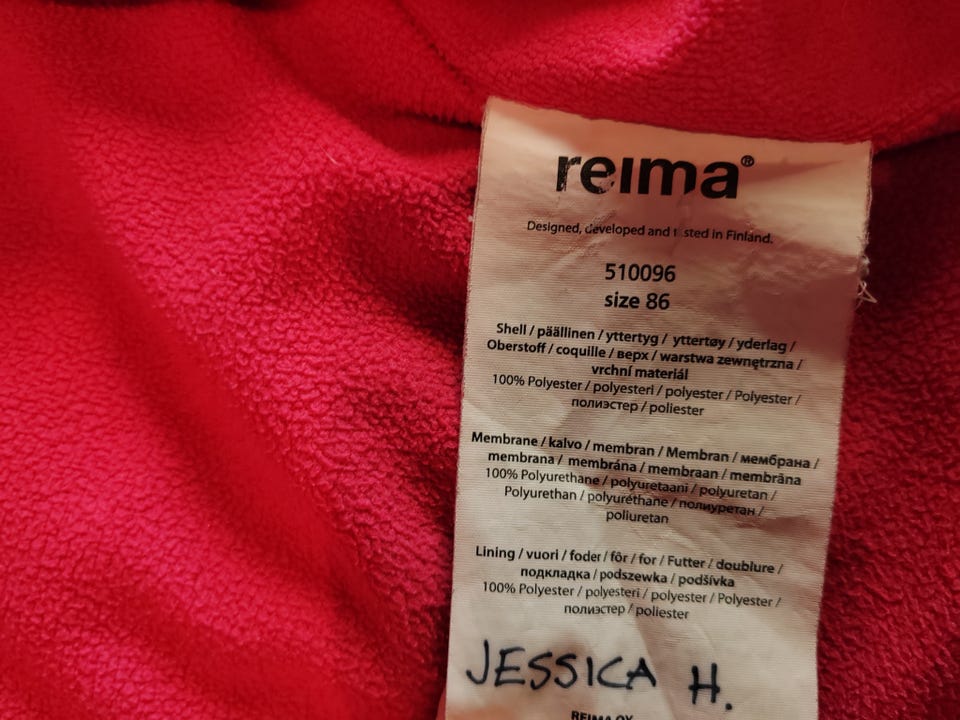 reima®
Designed, developed and tested in Finland.
510096
size 86
Shell / päällinen / yttertyg / yttertøy / yderlag /
Oberstoff / coquille / верх / warstwa zewnętrzna /
vrchní materiál
100% Polyester / polyesteri / polyester / Polyester /
полиэстер / poliester
Membrane / kalvo / membran / Membran / мембрана /
membrana / membrána / membraan / membrāna
100% Polyurethane / polyuretaani / polyuretan /
Polyurethan / polyuréthane / полиуретан /
poliuretan
Lining / vuori / foder / fôr / for / Futter / doublure /
подкладка / podszewka / podšívka
100% Polyester / polyesteri / polyester / Polyester /
полиэстер / poliester
JESSICA H.
REIMA OY